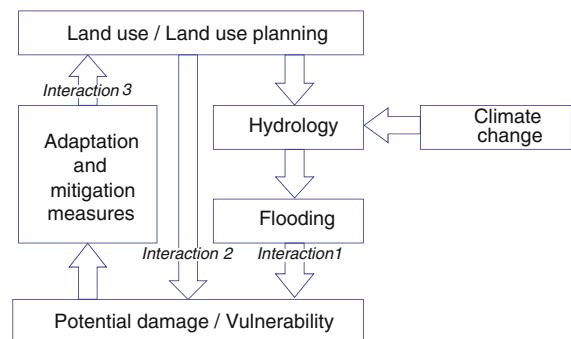 Land use / Land use planning
Interaction 3
Adaptation
and
mitigation
measures
Hydrology
Climate
change
Flooding
Interaction 2
Interaction1
Potential damage / Vulnerability